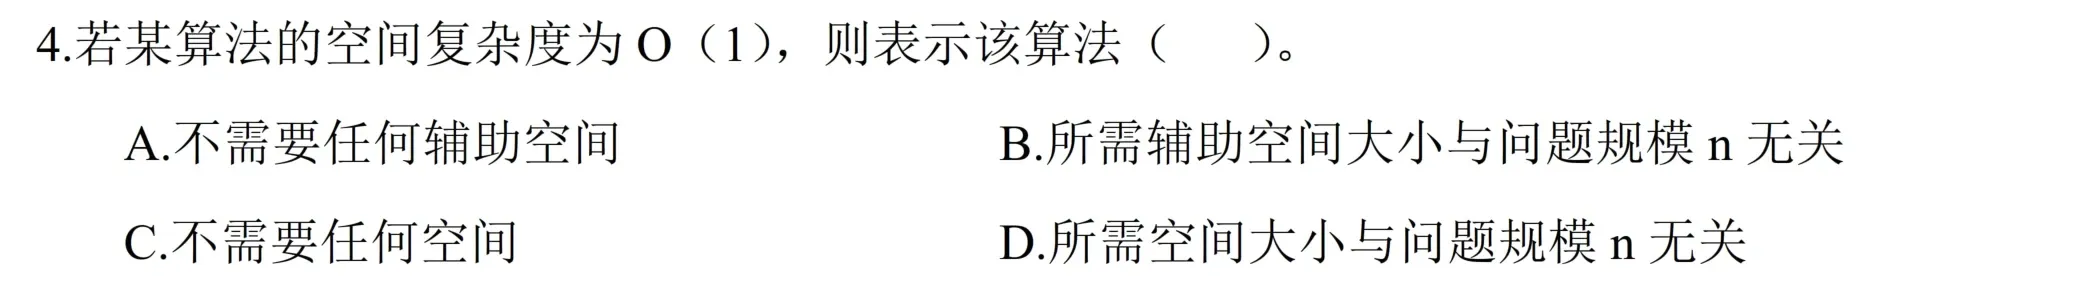 4.若某算法的空间复杂度为 O（1），则表示该算法（　　）。
A.不需要任何辅助空间　　B.所需辅助空间大小与问题规模 n 无关
C.不需要任何空间　　D.所需空间大小与问题规模 n 无关